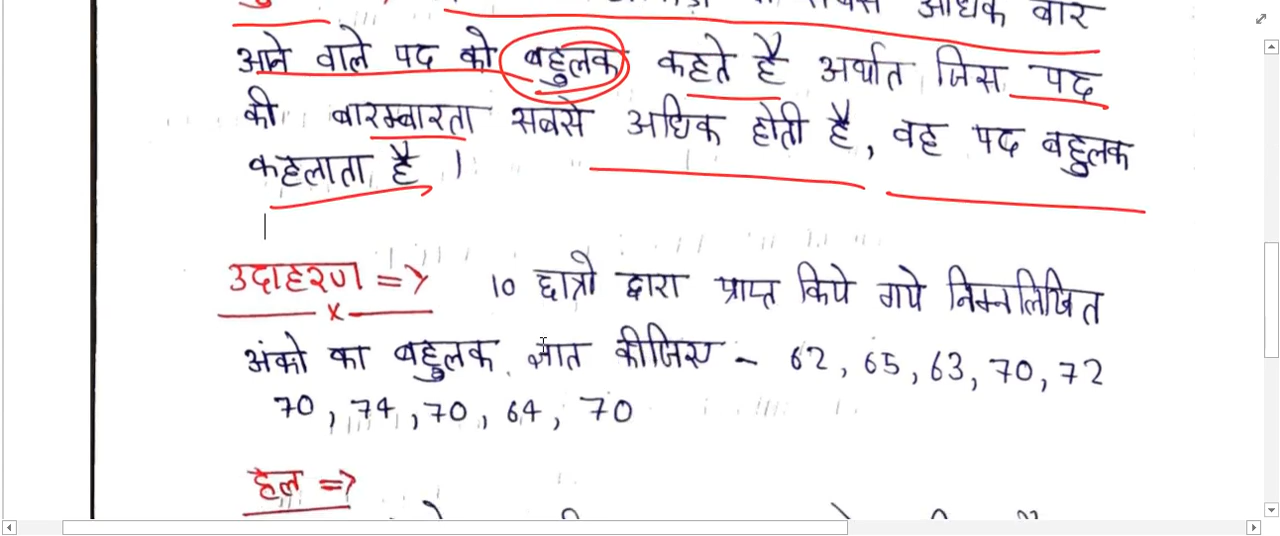 अधिक बार
आने वाले पद को बहुलक कहते है अर्थात जिस पद
की बारम्बारता सबसे अधिक होती है, वह पद बहुलक
कहलाता है ।
उदाहरण => 10 छात्रो द्वारा प्राप्त किये गये निम्नलिखित
अंको का बहुलक ज्ञात कीजिए - 62, 65, 63, 70, 72
70, 74, 70, 64, 70
हल =>